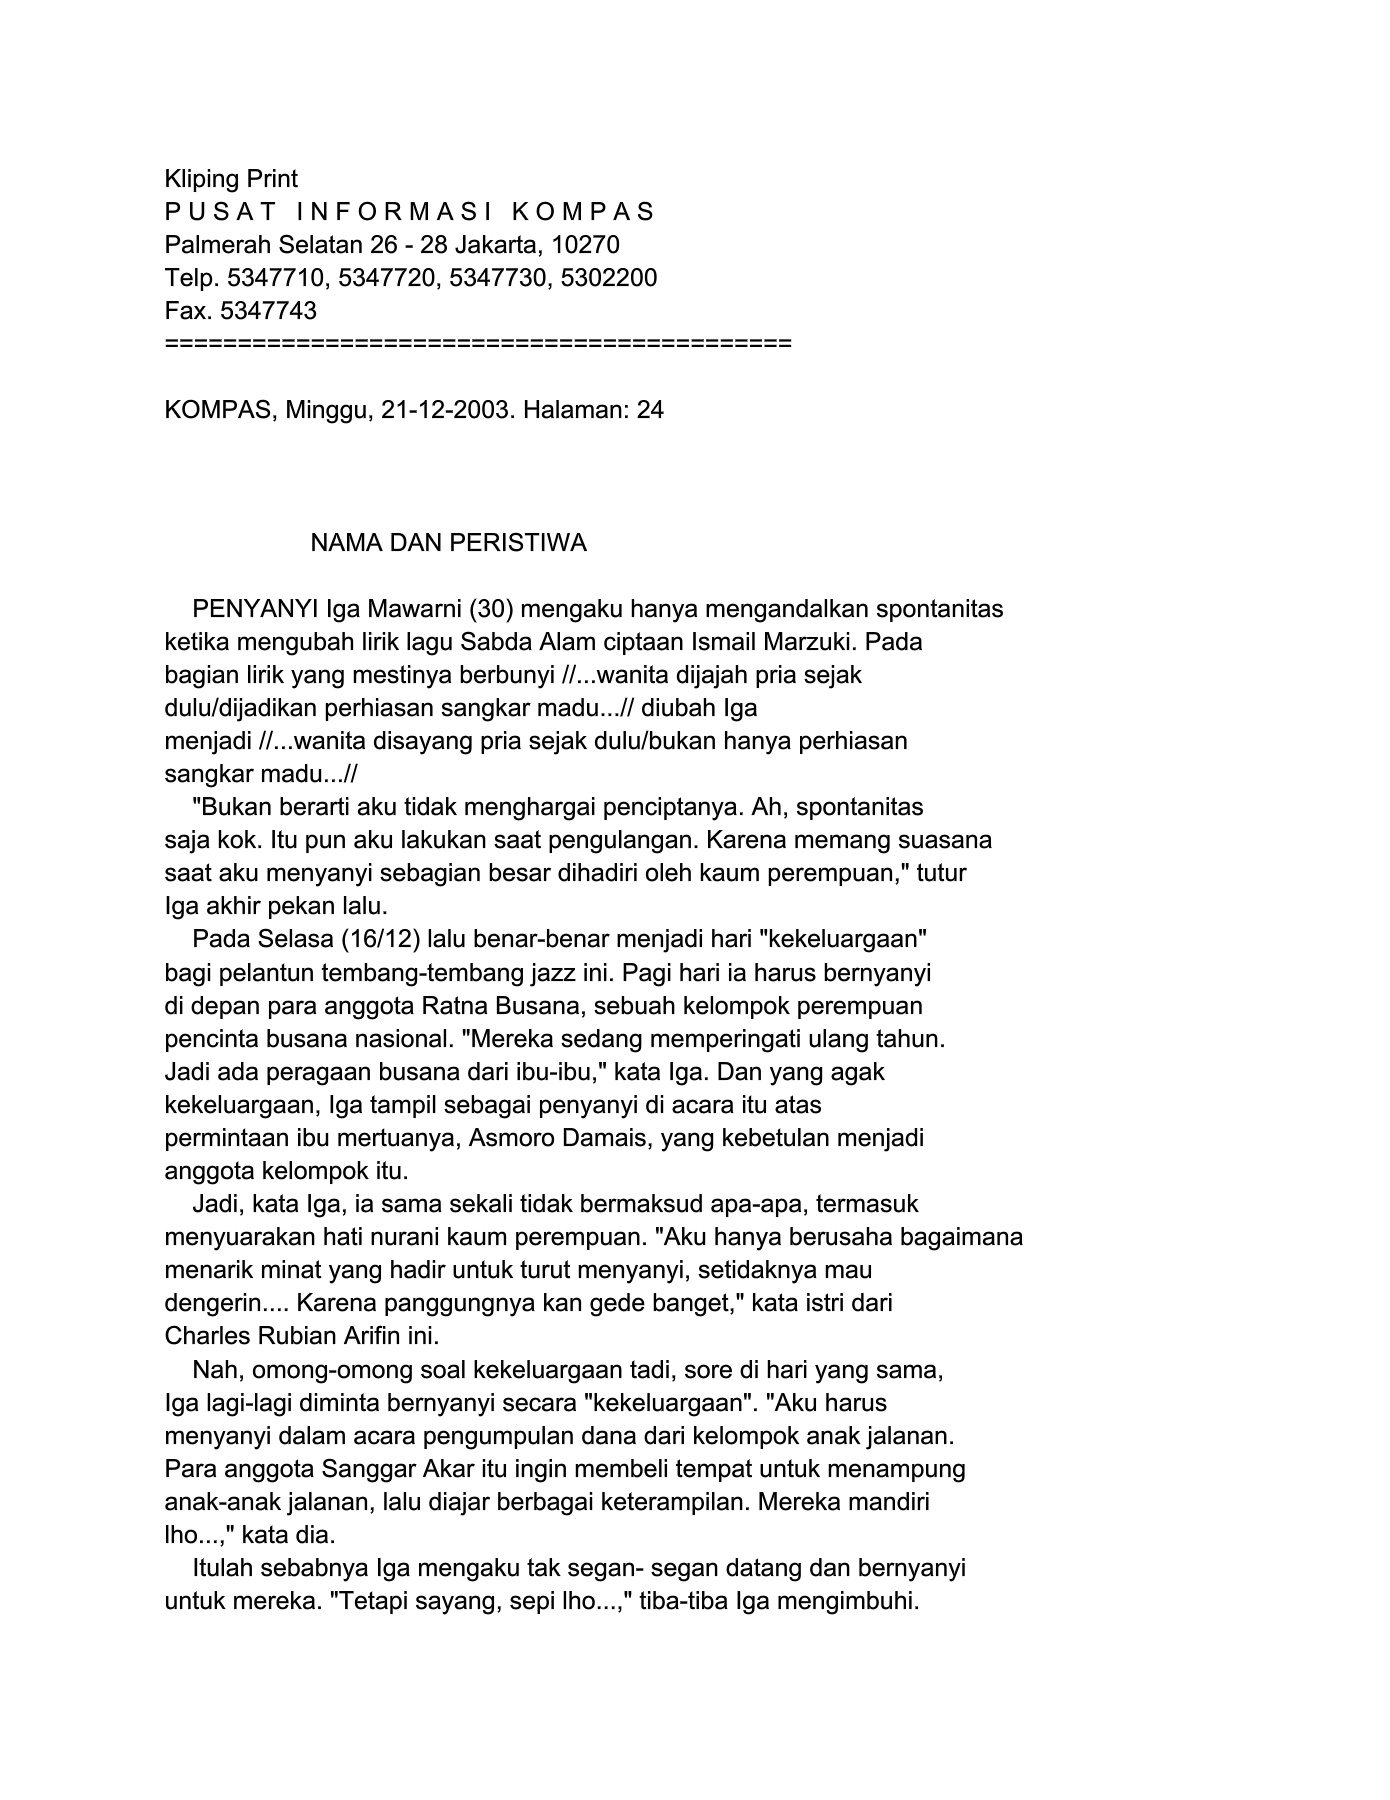 Kliping Print
P U S A T I N F O R M A S I K O M P A S
Palmerah Selatan 26 - 28 Jakarta, 10270
Telp. 5347710, 5347720, 5347730, 5302200
Fax. 5347743
===========================================
KOMPAS, Minggu, 21-12-2003. Halaman: 24
NAMA DAN PERISTIWA
PENYANYI Iga Mawarni (30) mengaku hanya mengandalkan spontanitas
ketika mengubah lirik lagu Sabda Alam ciptaan Ismail Marzuki. Pada
bagian lirik yang mestinya berbunyi //...wanita dijajah pria sejak
dulu/dijadikan perhiasan sangkar madu...// diubah Iga
menjadi //...wanita disayang pria sejak dulu/bukan hanya perhiasan
sangkar madu...//
"Bukan berarti aku tidak menghargai penciptanya. Ah, spontanitas
saja kok. Itu pun aku lakukan saat pengulangan. Karena memang suasana
saat aku menyanyi sebagian besar dihadiri oleh kaum perempuan," tutur
Iga akhir pekan lalu.
Pada Selasa (16/12) lalu benar-benar menjadi hari "kekeluargaan"
bagi pelantun tembang-tembang jazz ini. Pagi hari ia harus bernyanyi
di depan para anggota Ratna Busana, sebuah kelompok perempuan
pencinta busana nasional. "Mereka sedang memperingati ulang tahun.
Jadi ada peragaan busana dari ibu-ibu," kata Iga. Dan yang agak
kekeluargaan, Iga tampil sebagai penyanyi di acara itu atas
permintaan ibu mertuanya, Asmoro Damais, yang kebetulan menjadi
anggota kelompok itu.
Jadi, kata Iga, ia sama sekali tidak bermaksud apa-apa, termasuk
menyuarakan hati nurani kaum perempuan. "Aku hanya berusaha bagaimana
menarik minat yang hadir untuk turut menyanyi, setidaknya mau
dengerin.... Karena panggungnya kan gede banget," kata istri dari
Charles Rubian Arifin ini.
Nah, omong-omong soal kekeluargaan tadi, sore di hari yang sama,
Iga lagi-lagi diminta bernyanyi secara "kekeluargaan". "Aku harus
menyanyi dalam acara pengumpulan dana dari kelompok anak jalanan.
Para anggota Sanggar Akar itu ingin membeli tempat untuk menampung
anak-anak jalanan, lalu diajar berbagai keterampilan. Mereka mandiri
lho...," kata dia.
Itulah sebabnya Iga mengaku tak segan- segan datang dan bernyanyi
untuk mereka. "Tetapi sayang, sepi lho...," tiba-tiba Iga mengimbuhi.